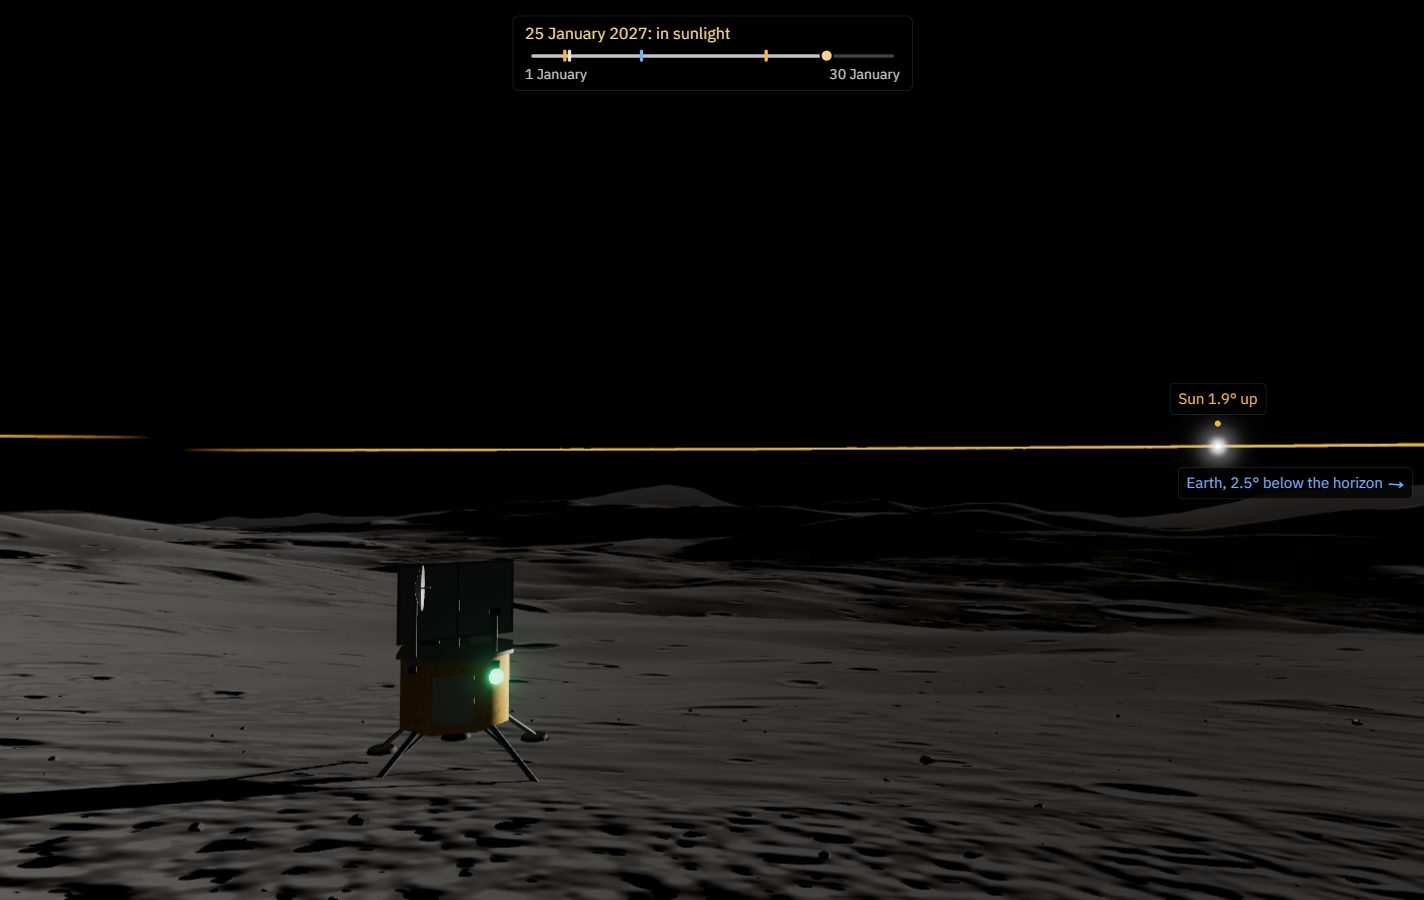 25 January 2027: in sunlight
1 January
30 January
Sun 1.9° up
Earth, 2.5° below the horizon →